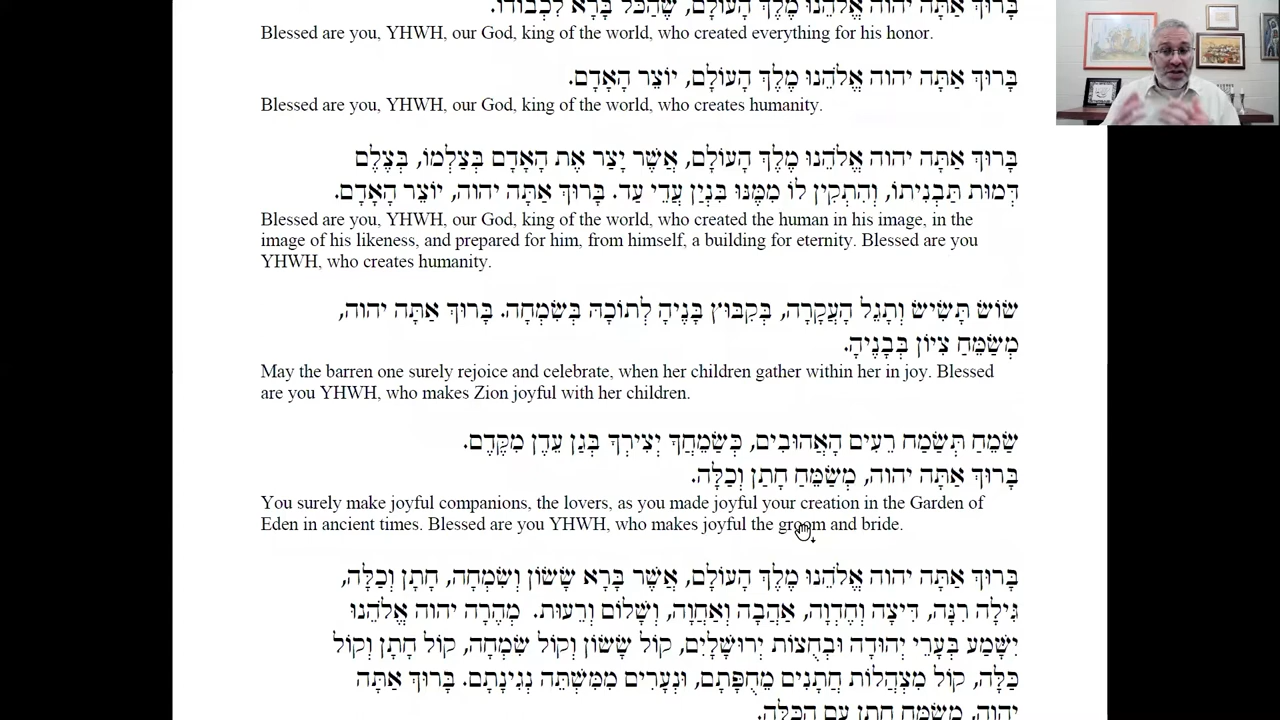 בָּרוּךְ אַתָּה יהוה אֱלֹהֵנוּ מֶלֶךְ הָעוֹלָם, שֶׁהַכֹּל בָּרָא לִכְבוֹדוֹ.
Blessed are you, YHWH, our God, king of the world, who created everything for his honor.
בָּרוּךְ אַתָּה יהוה אֱלֹהֵנוּ מֶלֶךְ הָעוֹלָם, יוֹצֵר הָאָדָם.
Blessed are you, YHWH, our God, king of the world, who creates humanity.
בָּרוּךְ אַתָּה יהוה אֱלֹהֵנוּ מֶלֶךְ הָעוֹלָם, אֲשֶׁר יָצַר אֶת הָאָדָם בְּצַלְמוֹ, בְּצֶלֶם
דְּמוּת תַּבְנִיתוֹ, וְהִתְקִין לוֹ מִמֶּנּוּ בִּנְיַן עֲדֵי עַד. בָּרוּךְ אַתָּה יהוה, יוֹצֵר הָאָדָם.
Blessed are you, YHWH, our God, king of the world, who created the human in his image, in the
image of his likeness, and prepared for him, from himself, a building for eternity. Blessed are you
YHWH, who creates humanity.
שׂוֹשׂ תָּשִׂישׂ וְתָגֵל הָעֲקָרָה, בְּקִבּוּץ בָּנֶיהָ לְתוֹכָהּ בְּשִׂמְחָה. בָּרוּךְ אַתָּה יהוה,
מְשַׂמֵּחַ צִיוֹן בְּבָנֶיהָ.
May the barren one surely rejoice and celebrate, when her children gather within her in joy. Blessed
are you YHWH, who makes Zion joyful with her children.
שַׂמֵּחַ תְּשַׂמַּח רֵעִים הָאֲהוּבִים, כְּשַׂמֵּחֲךָ יְצִירְךָ בְּגַן עֵדֶן מִקֶּדֶם.
בָּרוּךְ אַתָּה יהוה, מְשַׂמֵּחַ חָתַן וְכַלָּה.
You surely make joyful companions, the lovers, as you made joyful your creation in the Garden of
Eden in ancient times. Blessed are you YHWH, who makes joyful the groom and bride.
בָּרוּךְ אַתָּה יהוה אֱלֹהֵנוּ מֶלֶךְ הָעוֹלָם, אֲשֶׁר בָּרָא שָׂשׂוֹן וְשִׂמְחָה, חָתָן וְכַלָּה,
גִּילָה רִנָּה, דִּיצָה וְחֶדְוָה, אַהֲבָה וְאַחֲוָה, וְשָׁלוֹם וְרֵעוּת. מְהֵרָה יהוה אֱלֹהֵנוּ
יִשָּׁמַע בְּעָרֵי יְהוּדָה וּבְחֻצוֹת יְרוּשָׁלָיִם, קוֹל שָׂשׂוֹן וְקוֹל שִׂמְחָה, קוֹל חָתָן וְקוֹל
כַּלָּה, קוֹל מִצְהֲלוֹת חֲתָנִים מֵחֻפָּתָם, וּנְעָרִים מִמִּשְׁתֵּה נְגִינָתָם. בָּרוּךְ אַתָּה
יהוה, מְשַׂמֵּחַ חָתָן עִם הַכַּלָּה.